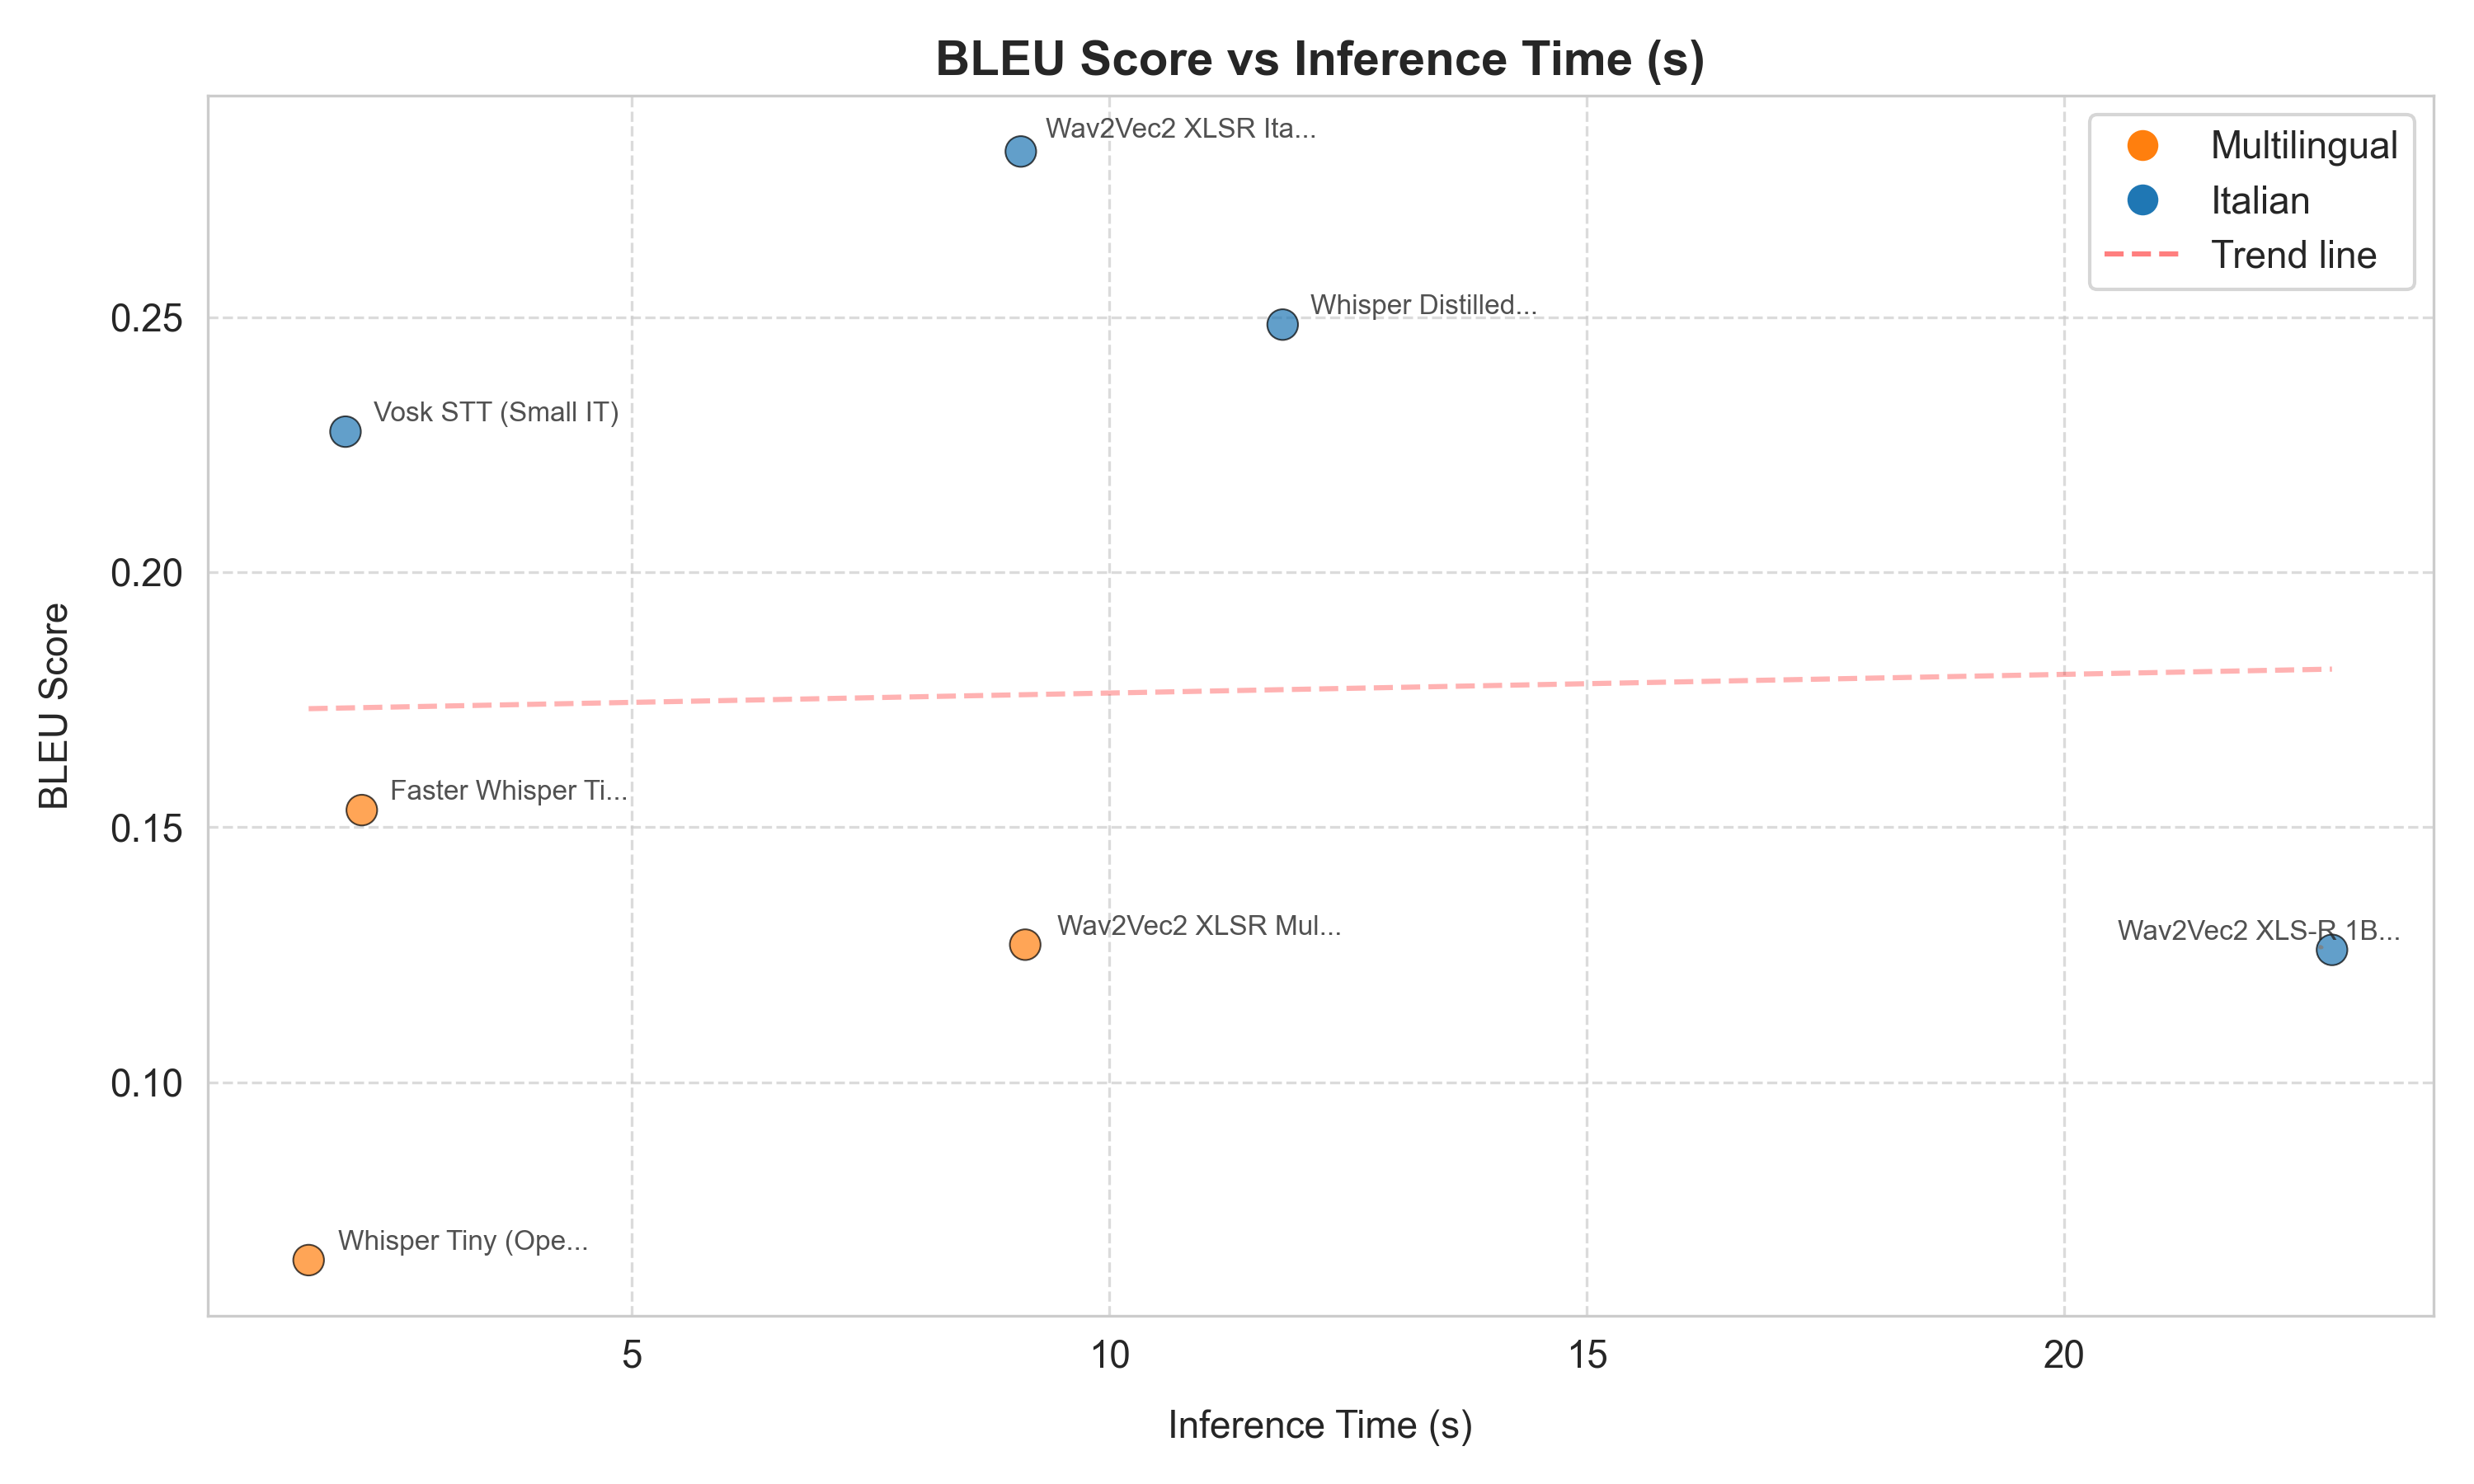 BLEU Score vs Inference Time (s)
Multilingual
Italian
Trend line
Wav2Vec2 XLSR Ita...
Whisper Distilled...
Vosk STT (Small IT)
Faster Whisper Ti...
Wav2Vec2 XLSR Mul...
Wav2Vec2 XLS-R 1B...
Whisper Tiny (Ope...
BLEU Score
0.25
0.20
0.15
0.10
5
10
15
20
Inference Time (s)